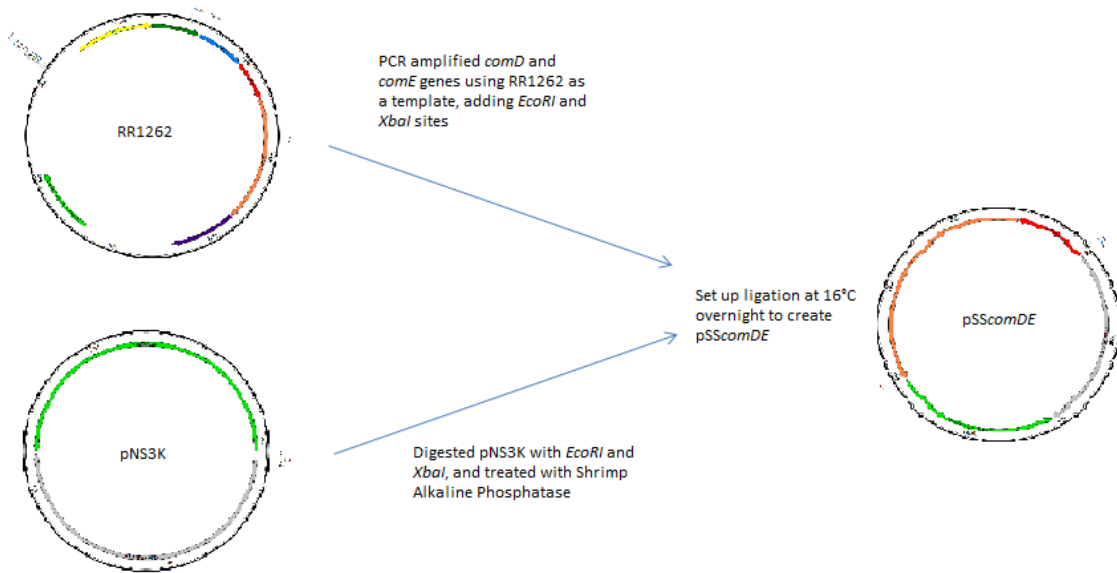 PCR amplified comD and
comE genes using RR1262 as
a template, adding EcoRI and
XbaI sites
RR1262
Set up ligation at 16°C
overnight to create
pSScomDE
pSScomDE
pNS3K
Digested pNS3K with EcoRI and
XbaI, and treated with Shrimp
Alkaline Phosphatase